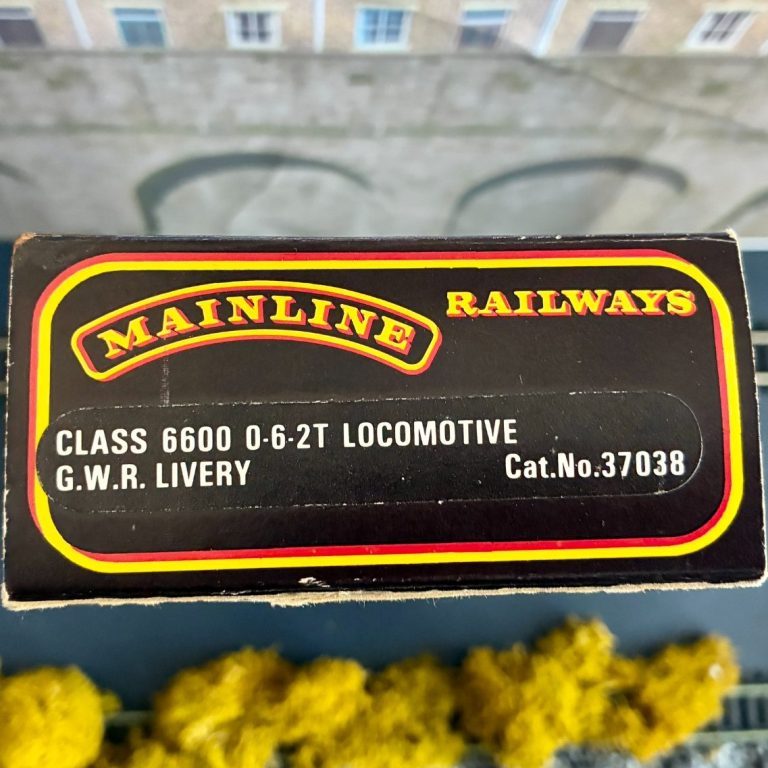 MAINLINE RAILWAYS
CLASS 6600 0-6-2T LOCOMOTIVE
G.W.R. LIVERY Cat.No.37038